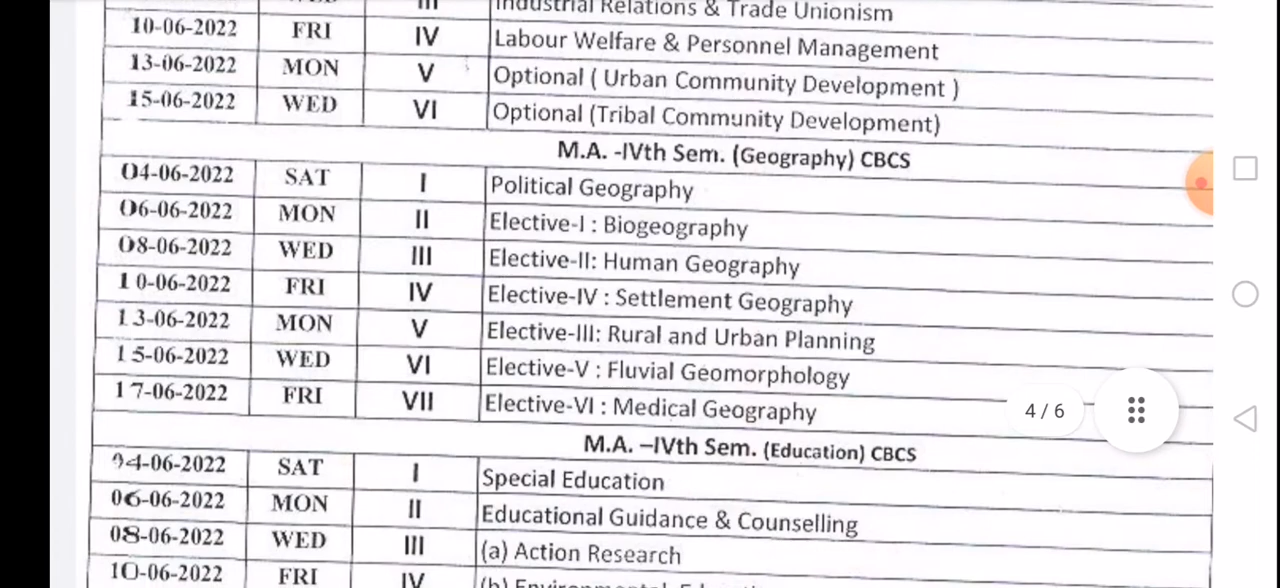 III Industrial Relations & Trade Unionism
10-06-2022 FRI IV Labour Welfare & Personnel Management
13-06-2022 MON V Optional ( Urban Community Development )
15-06-2022 WED VI Optional (Tribal Community Development)
M.A. -IVth Sem. (Geography) CBCS
04-06-2022 SAT I Political Geography
06-06-2022 MON II Elective-I : Biogeography
08-06-2022 WED III Elective-II: Human Geography
10-06-2022 FRI IV Elective-IV : Settlement Geography
13-06-2022 MON V Elective-III: Rural and Urban Planning
15-06-2022 WED VI Elective-V : Fluvial Geomorphology
17-06-2022 FRI VII Elective-VI : Medical Geography
4 / 6
M.A. –IVth Sem. (Education) CBCS
04-06-2022 SAT I Special Education
06-06-2022 MON II Educational Guidance & Counselling
08-06-2022 WED III (a) Action Research
10-06-2022 FRI IV (b)